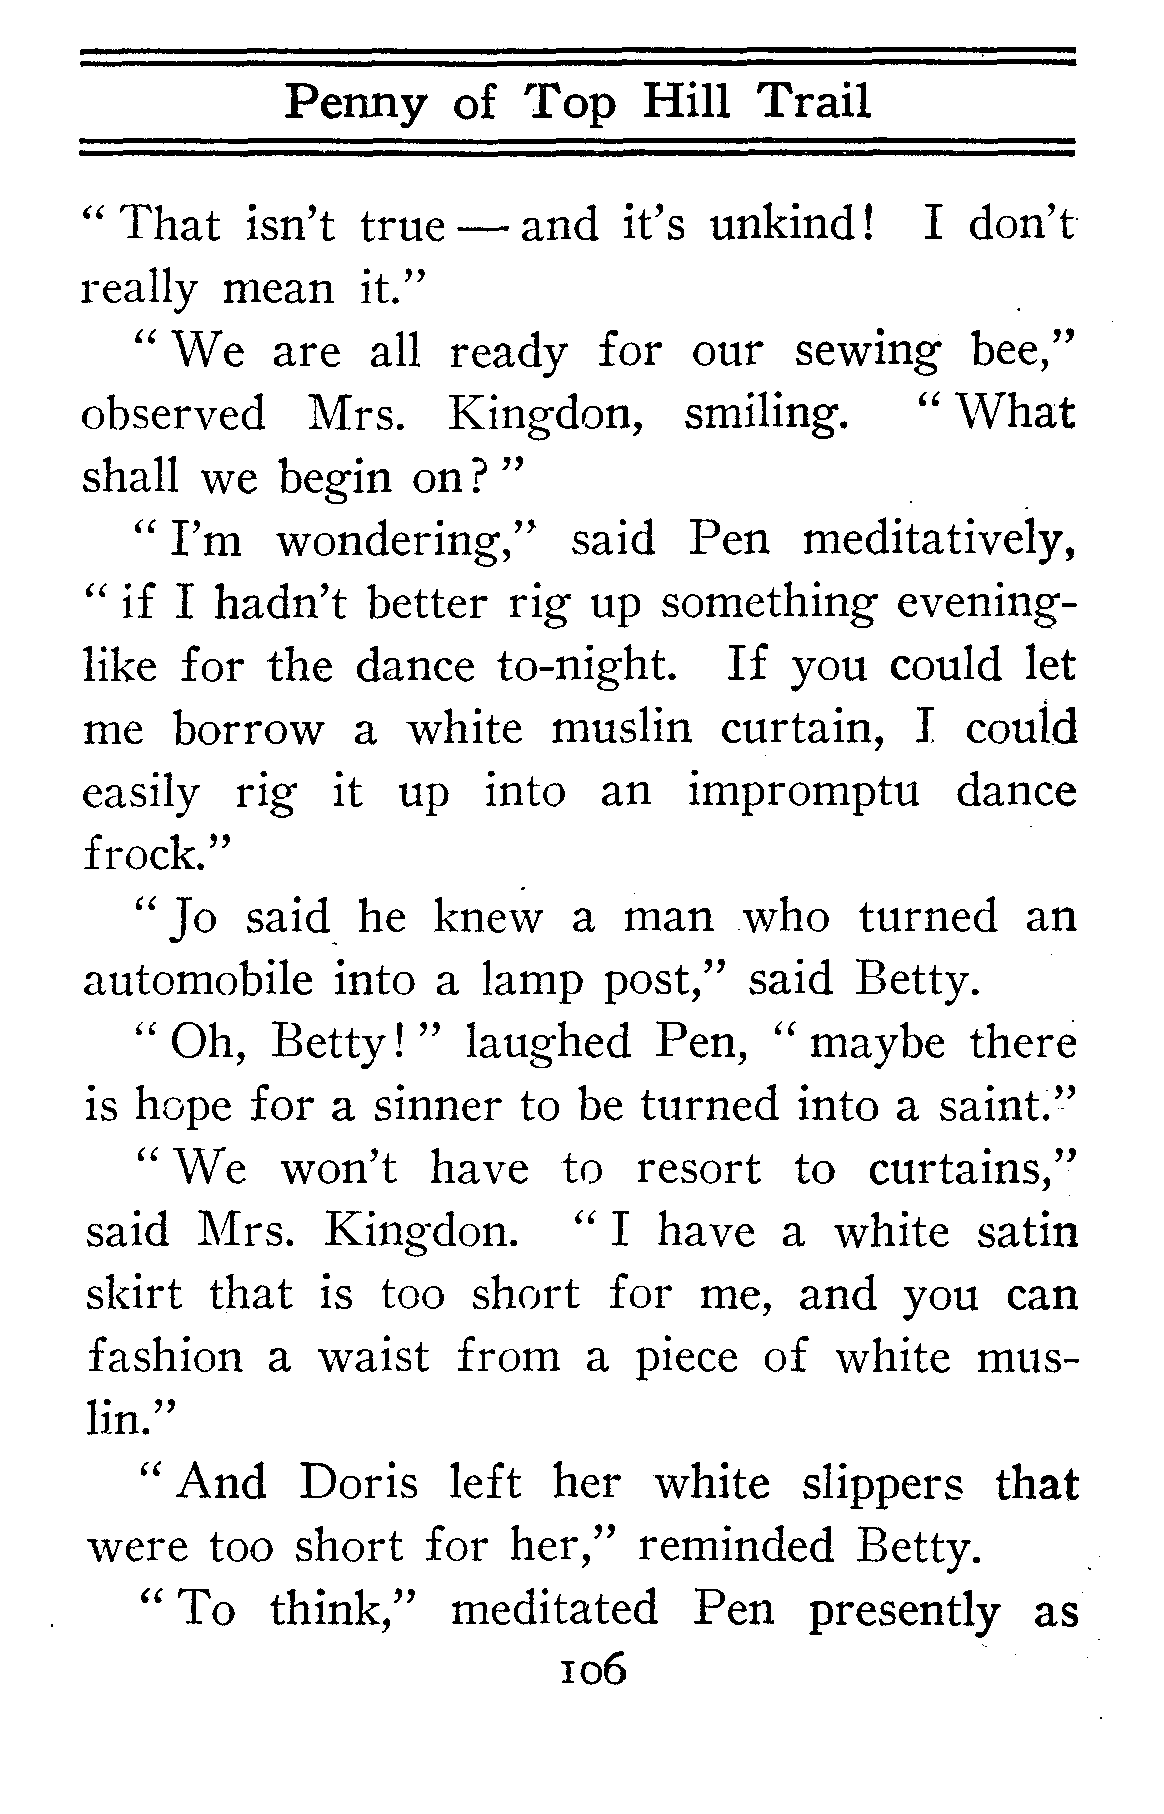 Penny of Top Hill Trail
“ That isn’t true — and it’s unkind! I don’t
really mean it.”
“ We are all ready for our sewing bee,”
observed Mrs. Kingdon, smiling. “ What
shall we begin on? ”
“ I’m wondering,” said Pen meditatively,
“ if I hadn’t better rig up something evening-
like for the dance to-night. If you could let
me borrow a white muslin curtain, I could
easily rig it up into an impromptu dance
frock.”
“ Jo said he knew a man who turned an
automobile into a lamp post,” said Betty.
“ Oh, Betty! ” laughed Pen, “ maybe there
is hope for a sinner to be turned into a saint.”
“ We won’t have to resort to curtains,”
said Mrs. Kingdon. “ I have a white satin
skirt that is too short for me, and you can
fashion a waist from a piece of white mus-
lin.”
“ And Doris left her white slippers that
were too short for her,” reminded Betty.
“ To think,” meditated Pen presently as
106